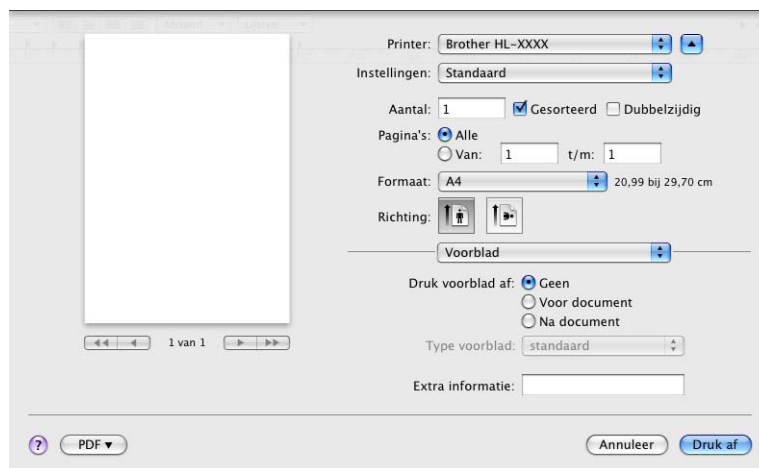 Printer: Brother HL-XXXX
Instellingen: Standaard
Aantal: 1 Gesorteerd Dubbelzijdig
Pagina's: Alle
Van: 1 t/m: 1
Formaat: A4 20,99 bij 29,70 cm
Richting:
Voorblad
Druk voorblad af: Geen
Voor document
Na document
Type voorblad: standaard
Extra informatie:
1 van 1
? PDF Annuleer Druk af